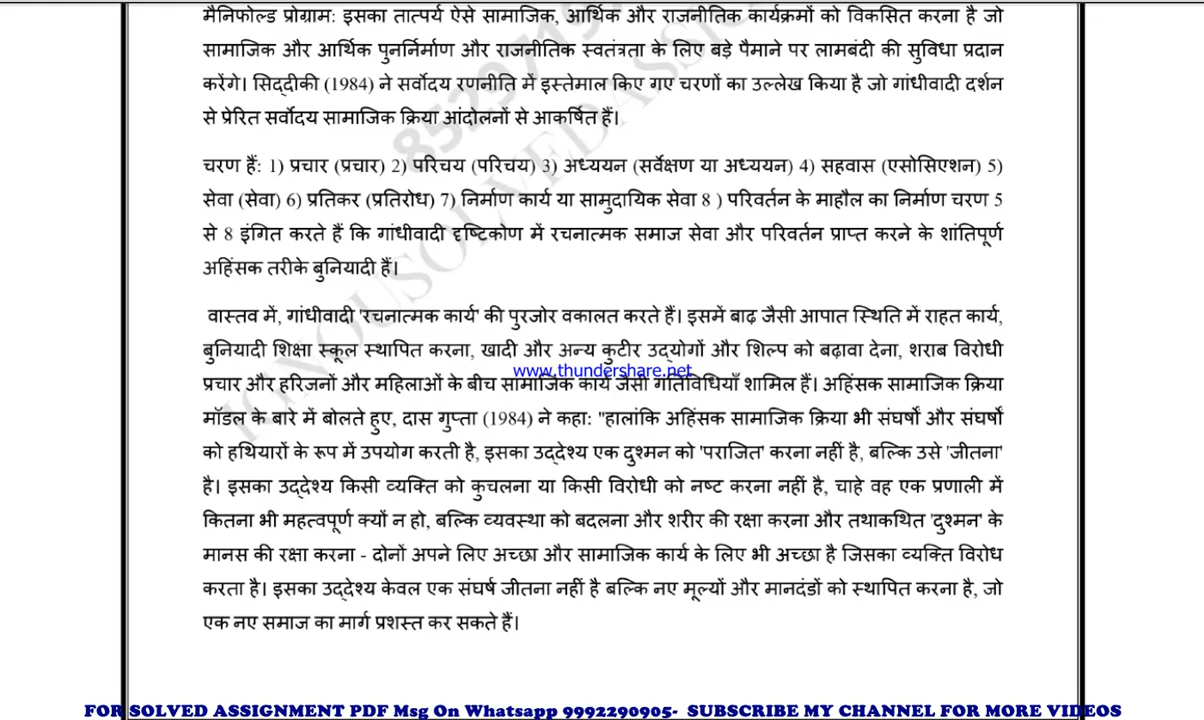 मैनिफोल्ड प्रोग्राम: इसका तात्पर्य ऐसे सामाजिक, आर्थिक और राजनीतिक कार्यक्रमों को विकसित करना है जो
सामाजिक और आर्थिक पुनर्निर्माण और राजनीतिक स्वतंत्रता के लिए बड़े पैमाने पर लामबंदी की सुविधा प्रदान
करेंगे। सिद्दीकी (1984) ने सर्वोदय रणनीति में इस्तेमाल किए गए चरणों का उल्लेख किया है जो गांधीवादी दर्शन
से प्रेरित सर्वोदय सामाजिक क्रिया आंदोलनों से आकर्षित हैं।
चरण हैं: 1) प्रचार (प्रचार) 2) परिचय (परिचय) 3) अध्ययन (सर्वेक्षण या अध्ययन) 4) सहवास (एसोसिएशन) 5)
सेवा (सेवा) 6) प्रतिकर (प्रतिरोध) 7) निर्माण कार्य या सामुदायिक सेवा 8 ) परिवर्तन के माहौल का निर्माण चरण 5
से 8 इंगित करते हैं कि गांधीवादी दृष्टिकोण में रचनात्मक समाज सेवा और परिवर्तन प्राप्त करने के शांतिपूर्ण
अहिंसक तरीके बुनियादी हैं।
वास्तव में, गांधीवादी 'रचनात्मक कार्य' की पुरजोर वकालत करते हैं। इसमें बाढ़ जैसी आपात स्थिति में राहत कार्य,
बुनियादी शिक्षा स्कूल स्थापित करना, खादी और अन्य कुटीर उद्योगों और शिल्प को बढ़ावा देना, शराब विरोधी
www.thundershare.net
प्रचार और हरिजनों और महिलाओं के बीच सामाजिक कार्य जैसी गतिविधियाँ शामिल हैं। अहिंसक सामाजिक क्रिया
मॉडल के बारे में बोलते हुए, दास गुप्ता (1984) ने कहा: "हालांकि अहिंसक सामाजिक क्रिया भी संघर्षों और संघर्षों
को हथियारों के रूप में उपयोग करती है, इसका उद्देश्य एक दुश्मन को 'पराजित' करना नहीं है, बल्कि उसे 'जीतना'
है। इसका उद्देश्य किसी व्यक्ति को कुचलना या किसी विरोधी को नष्ट करना नहीं है, चाहे वह एक प्रणाली में
कितना भी महत्वपूर्ण क्यों न हो, बल्कि व्यवस्था को बदलना और शरीर की रक्षा करना और तथाकथित 'दुश्मन' के
मानस की रक्षा करना - दोनों अपने लिए अच्छा और सामाजिक कार्य के लिए भी अच्छा है जिसका व्यक्ति विरोध
करता है। इसका उद्देश्य केवल एक संघर्ष जीतना नहीं है बल्कि नए मूल्यों और मानदंडों को स्थापित करना है, जो
एक नए समाज का मार्ग प्रशस्त कर सकते हैं।
FOR SOLVED ASSIGNMENT PDF Msg On Whatsapp 9992290905- SUBSCRIBE MY CHANNEL FOR MORE VIDEOS